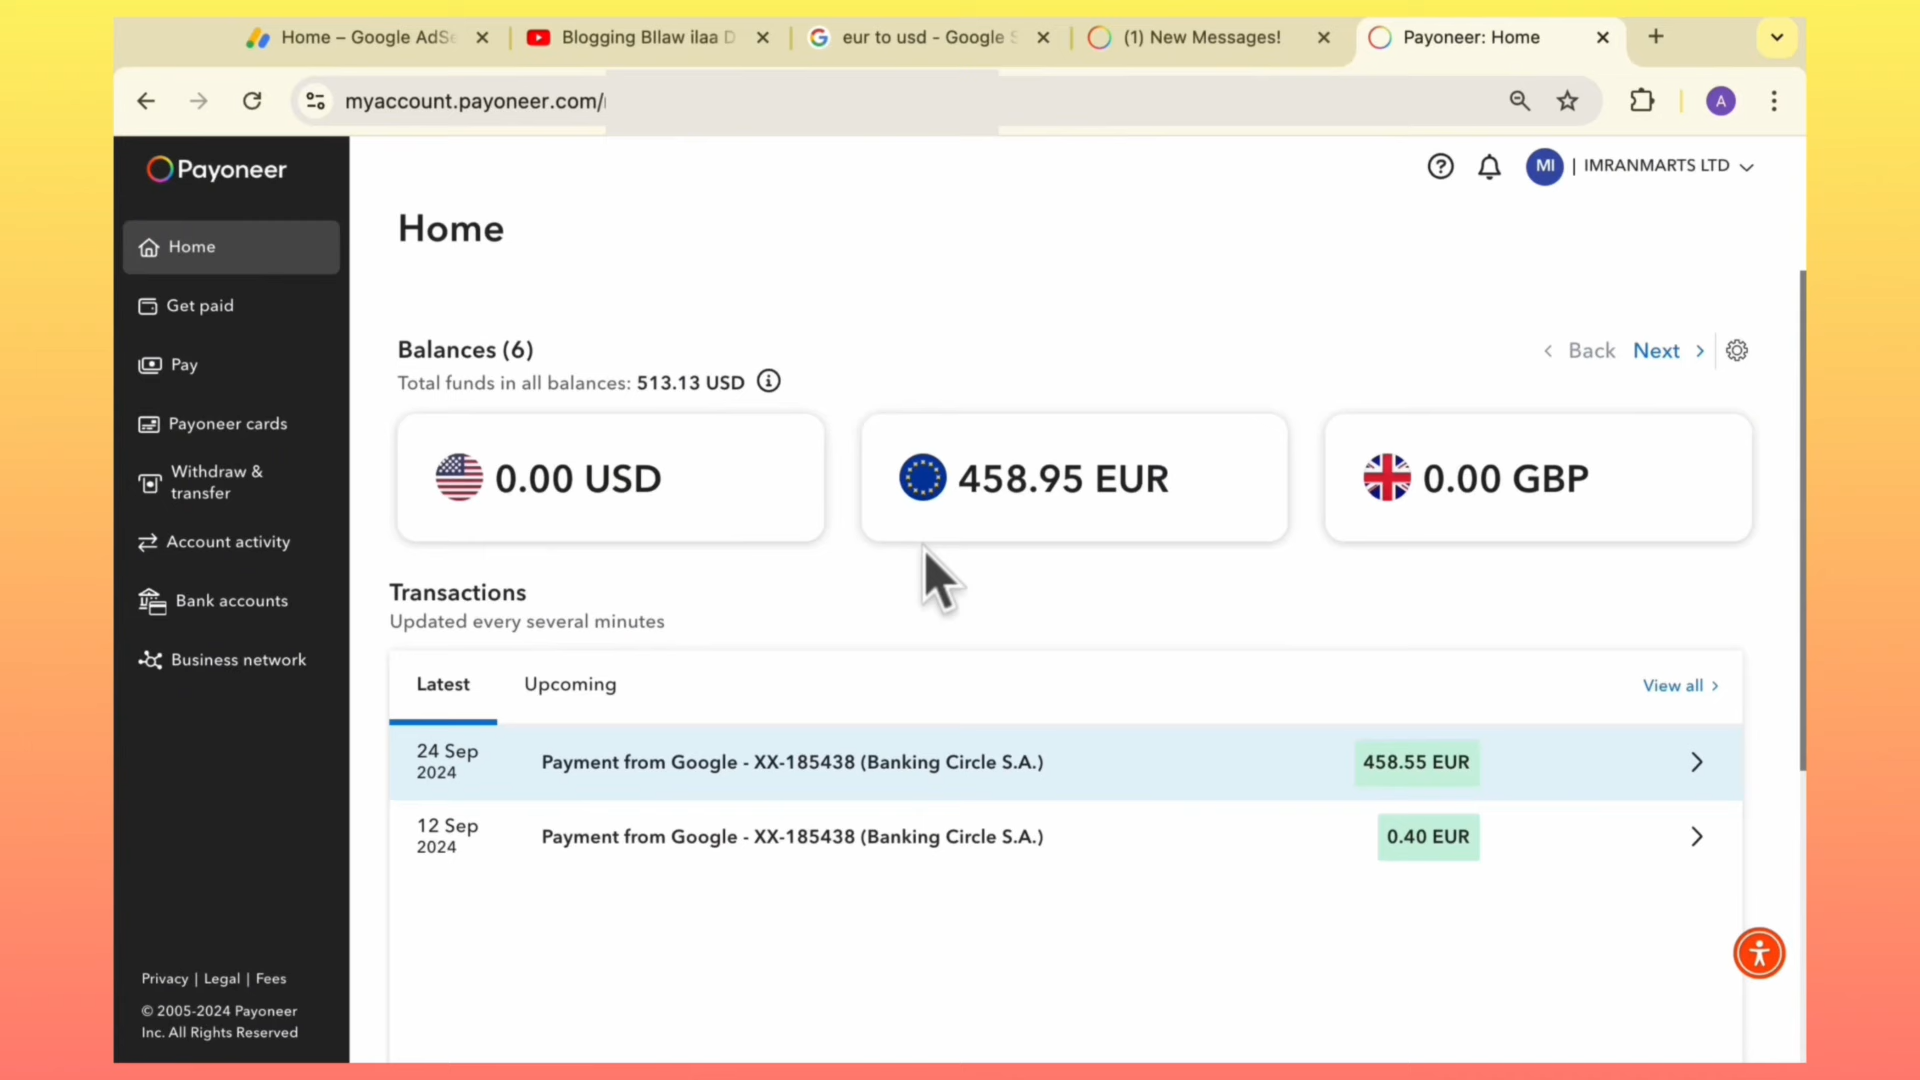 Home – Google AdSe
Blogging Bllaw ilaa D
eur to usd - Google S
(1) New Messages!
Payoneer: Home
myaccount.payoneer.com/
A
Payoneer
MI | IMRANMARTS LTD
Home
Get paid
Pay
Payoneer cards
Withdraw &
transfer
Account activity
Bank accounts
Business network
Privacy | Legal | Fees
© 2005-2024 Payoneer
Inc. All Rights Reserved
Home
Balances (6)
Total funds in all balances: 513.13 USD
Back
Next
0.00 USD
458.95 EUR
0.00 GBP
Transactions
Updated every several minutes
Latest
Upcoming
View all
24 Sep
2024
Payment from Google - XX-185438 (Banking Circle S.A.)
458.55 EUR
12 Sep
2024
Payment from Google - XX-185438 (Banking Circle S.A.)
0.40 EUR